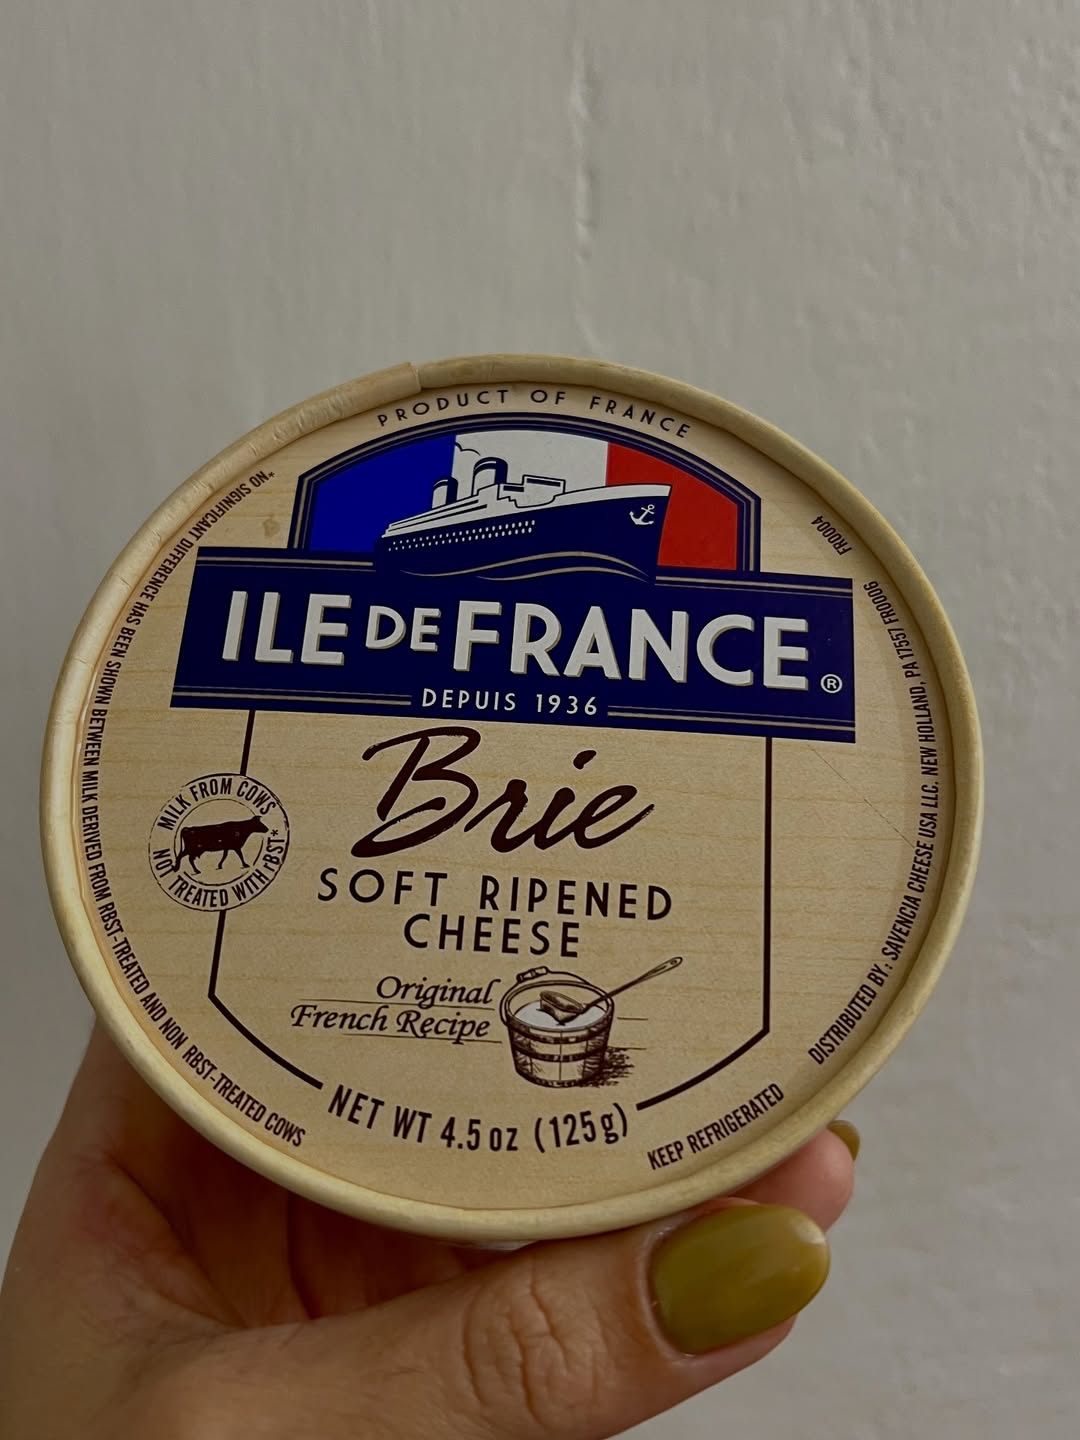 PRODUCT OF FRANCE
ILE DE FRANCE®
DEPUIS 1936
Brie
SOFT RIPENED
CHEESE
Original
French Recipe
NET WT 4.5 oz (125g)
MILK FROM COWS
NOT TREATED WITH rBST*
*NO SIGNIFICANT DIFFERENCE HAS BEEN SHOWN BETWEEN MILK DERIVED FROM RBST-TREATED AND NON RBST-TREATED COWS
KEEP REFRIGERATED
DISTRIBUTED BY: SAVENCIA CHEESE USA LLC. NEW HOLLAND, PA 17557 FR0006
FR0004